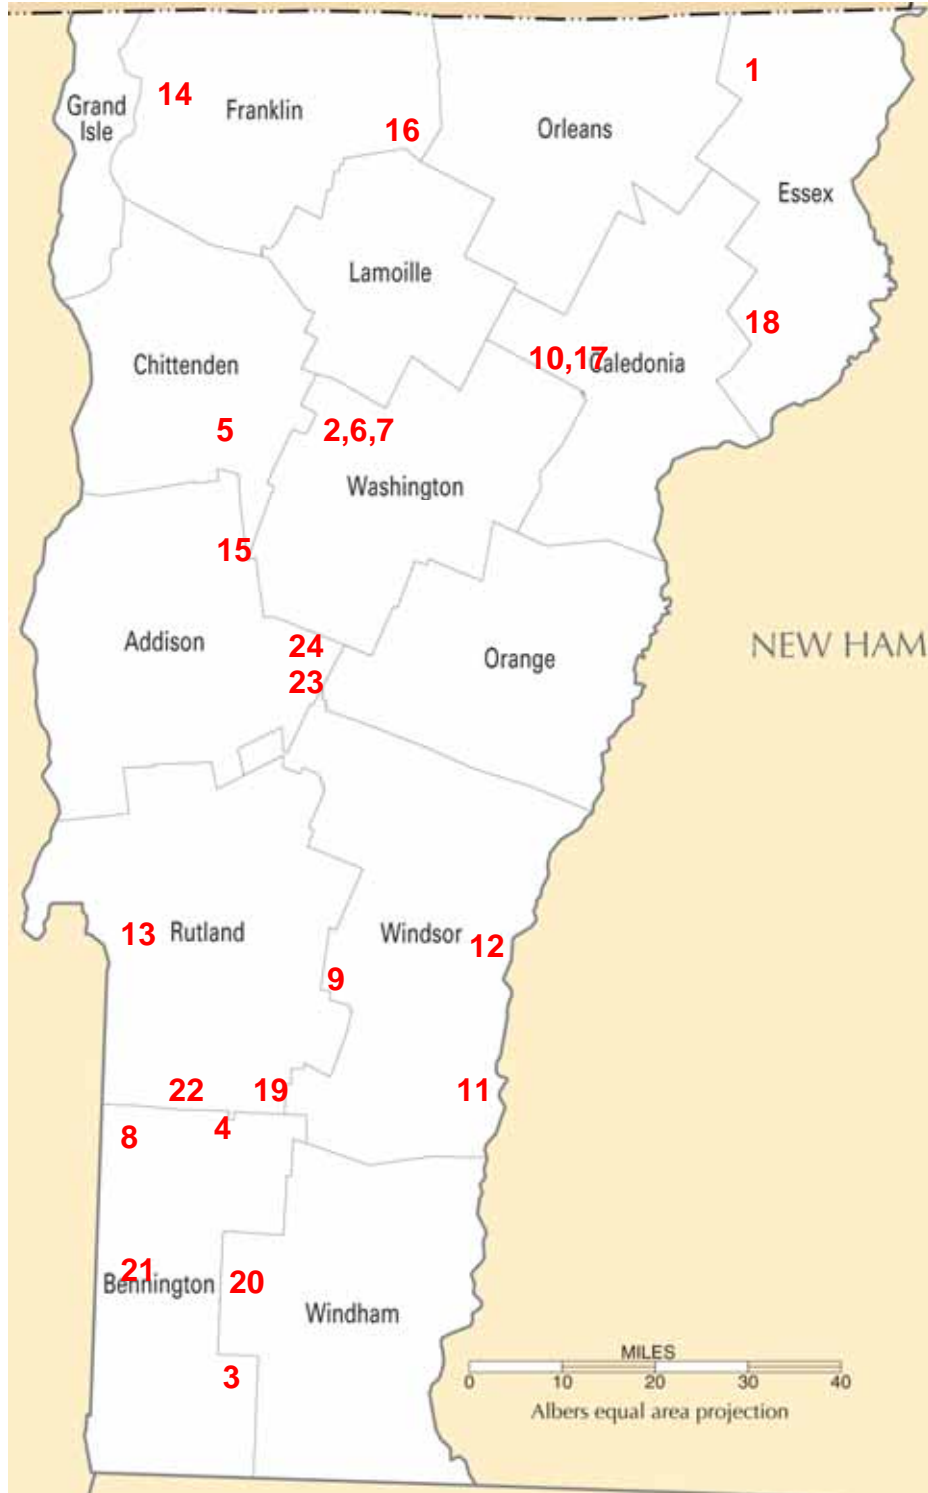 1
14
Grand
Isle
Franklin
16
Orleans
Essex
Lamoille
18
10,17
Caledonia
Chittenden
5
2,6,7
Washington
15
Addison
24
Orange
NEW HAM
23
13
Rutland
Windsor
12
9
22
19
11
4
8
21
Bennington
20
Windham
3
MILES
0 10 20 30 40
Albers equal area projection